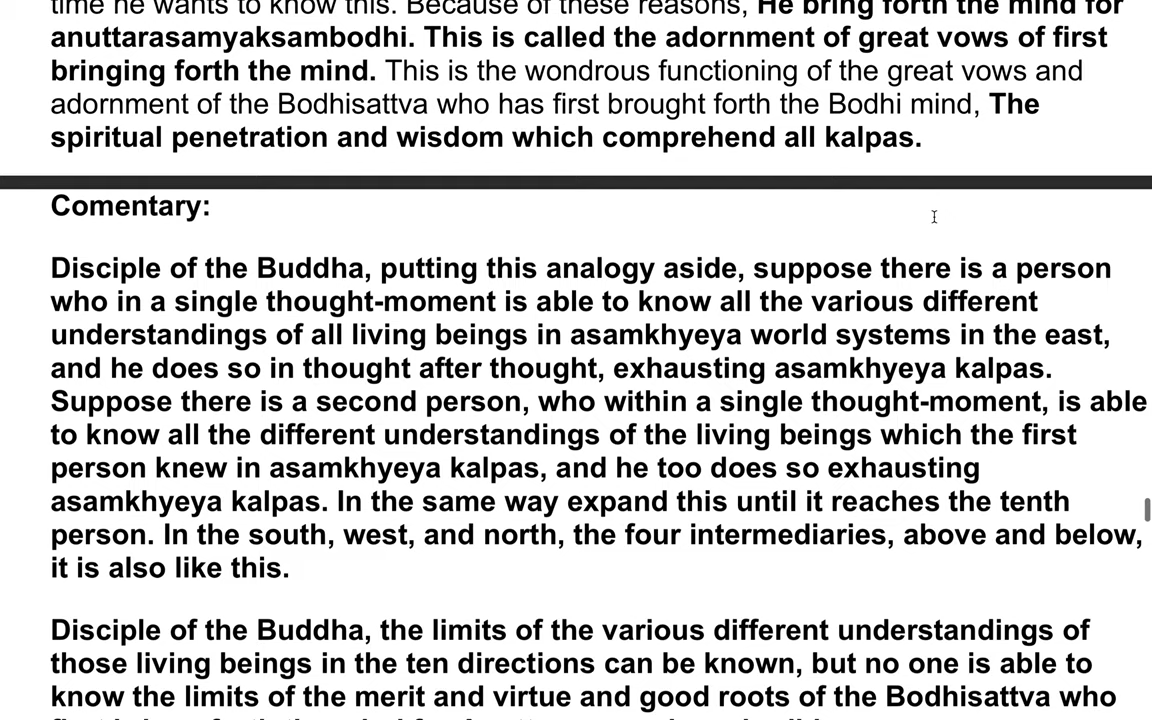 time he wants to know this. Because of these reasons, He bring forth the mind for
anuttarasamyaksambodhi. This is called the adornment of great vows of first
bringing forth the mind. This is the wondrous functioning of the great vows and
adornment of the Bodhisattva who has first brought forth the Bodhi mind, The
spiritual penetration and wisdom which comprehend all kalpas.
Comentary:
Disciple of the Buddha, putting this analogy aside, suppose there is a person
who in a single thought-moment is able to know all the various different
understandings of all living beings in asamkhyeya world systems in the east,
and he does so in thought after thought, exhausting asamkhyeya kalpas.
Suppose there is a second person, who within a single thought-moment, is able
to know all the different understandings of the living beings which the first
person knew in asamkhyeya kalpas, and he too does so exhausting
asamkhyeya kalpas. In the same way expand this until it reaches the tenth
person. In the south, west, and north, the four intermediaries, above and below,
it is also like this.
Disciple of the Buddha, the limits of the various different understandings of
those living beings in the ten directions can be known, but no one is able to
know the limits of the merit and virtue and good roots of the Bodhisattva who